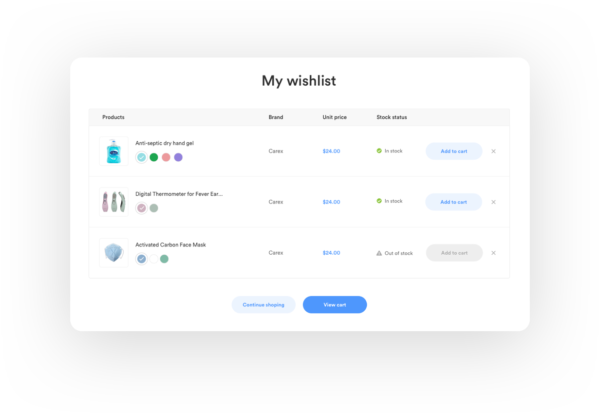 My wishlist
Products Brand Unit price Stock status
Anti-septic dry hand gel
Cares $24.00 In stock Add to cart
Digital Thermometer for Fever Ear...
Cares $24.00 In stock Add to cart
Activated Carbon Face Mask
Cares $24.00 Out of stock Add to cart
Continue shoping View cart